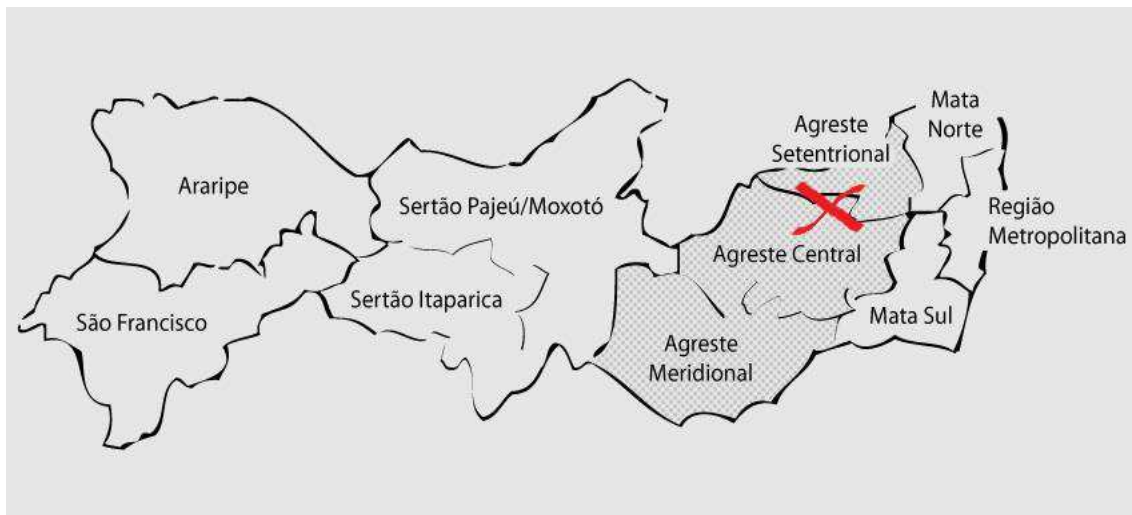 Mata
Norte
Agreste
Setentrional
Araripe
Sertão Pajeú/Moxotó
Região
Metropolitana
Agreste Central
Sertão Itaparica
São Francisco
Mata Sul
Agreste
Meridional